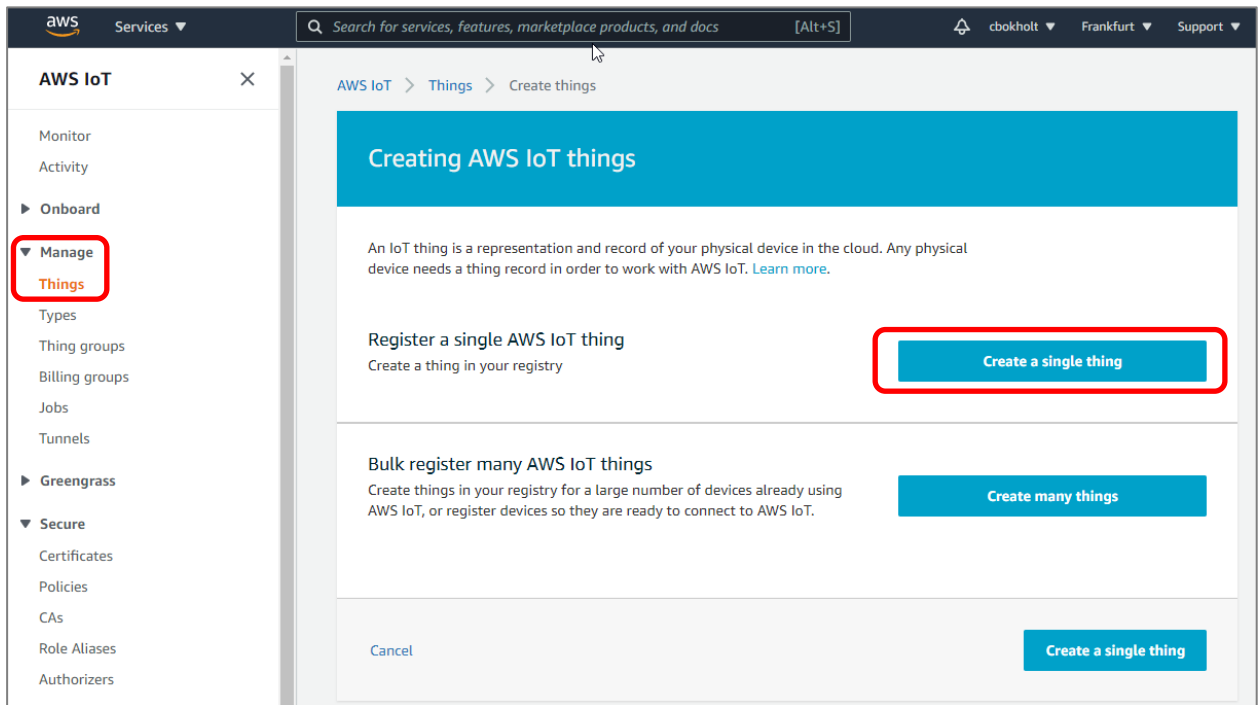 aws
Services ▼
Search for services, features, marketplace products, and docs [Alt+S]
cbokholt ▼
Frankfurt ▼
Support ▼
AWS IoT
Monitor
Activity
Onboard
Manage
Things
Types
Thing groups
Billing groups
Jobs
Tunnels
Greengrass
Secure
Certificates
Policies
CAs
Role Aliases
Authorizers
AWS IoT > Things > Create things
Creating AWS IoT things
An IoT thing is a representation and record of your physical device in the cloud. Any physical
device needs a thing record in order to work with AWS IoT. Learn more.
Register a single AWS IoT thing
Create a thing in your registry
Create a single thing
Bulk register many AWS IoT things
Create things in your registry for a large number of devices already using
AWS IoT, or register devices so they are ready to connect to AWS IoT.
Create many things
Cancel
Create a single thing